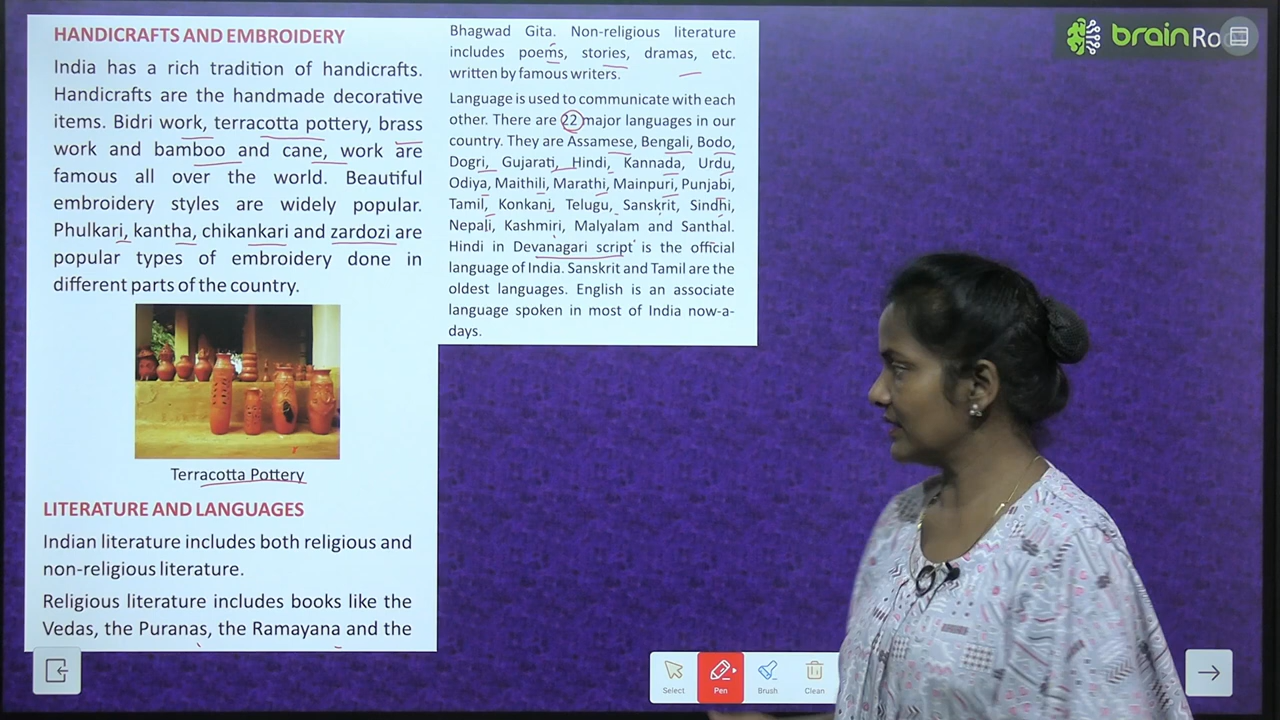 HANDICRAFTS AND EMBROIDERY
India has a rich tradition of handicrafts.
Handicrafts are the handmade decorative
items. Bidri work, terracotta pottery, brass
work and bamboo and cane, work are
famous all over the world. Beautiful
embroidery styles are widely popular.
Phulkari, kantha, chikankari and zardozi are
popular types of embroidery done in
different parts of the country.
Terracotta Pottery
LITERATURE AND LANGUAGES
Indian literature includes both religious and
non-religious literature.
Religious literature includes books like the
Vedas, the Puranas, the Ramayana and the
Bhagwad Gita. Non-religious literature
includes poems, stories, dramas, etc.
written by famous writers.
Language is used to communicate with each
other. There are 22 major languages in our
country. They are Assamese, Bengali, Bodo,
Dogri, Gujarati, Hindi, Kannada, Urdu,
Odiya, Maithili, Marathi, Mainpuri, Punjabi,
Tamil, Konkani, Telugu, Sanskrit, Sindhi,
Nepali, Kashmiri, Malyalam and Santhal.
Hindi in Devanagari script is the official
language of India. Sanskrit and Tamil are the
oldest languages. English is an associate
language spoken in most of India now-a-
days.
brain Ro
Select
Pen
Brush
Clean